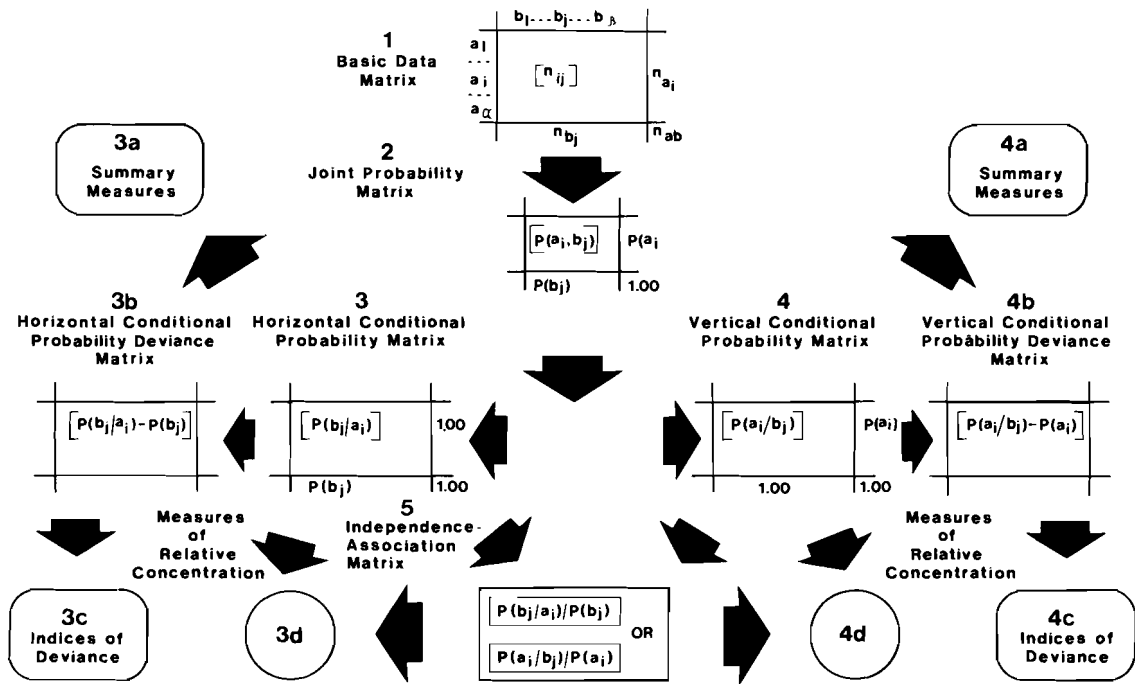 b₁...bⱼ...bᵦ
1
Basic Data
Matrix
a₁
aᵢ
aα
[nᵢⱼ]
n aᵢ
n bⱼ
n ab
3a
Summary
Measures
2
Joint Probability
Matrix
4a
Summary
Measures
[P(aᵢ,bⱼ)]
P(aᵢ
P(bⱼ)
1.00
3b
Horizontal Conditional
Probability Deviance
Matrix
3
Horizontal Conditional
Probability Matrix
4
Vertical Conditional
Probability Matrix
4b
Vertical Conditional
Probability Deviance
Matrix
[P(bⱼ/aᵢ)-P(bⱼ)]
[P(bⱼ/aᵢ)]
1.00
P(bⱼ)
1.00
[P(aᵢ/bⱼ)]
P(aᵢ)
1.00
1.00
[P(aᵢ/bⱼ)-P(aᵢ)]
Measures
of
Relative
Concentration
5
Independence-
Association
Matrix
Measures
of
Relative
Concentration
3c
Indices of
Deviance
3d
P(bⱼ/aᵢ)/P(bⱼ)
OR
P(aᵢ/bⱼ)/P(aᵢ)
4d
4c
Indices of
Deviance